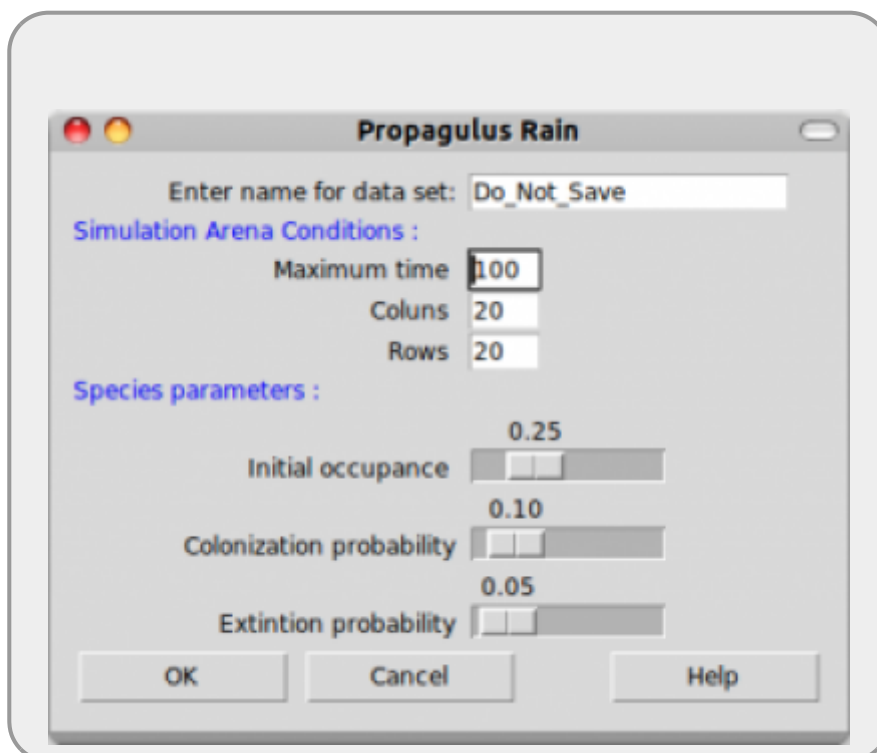 Propagulus Rain
Enter name for data set: Do_Not_Save
Simulation Arena Conditions :
Maximum time 100
Coluns 20
Rows 20
Species parameters :
0.25
Initial occupance
0.10
Colonization probability
0.05
Extintion probability
OK Cancel Help